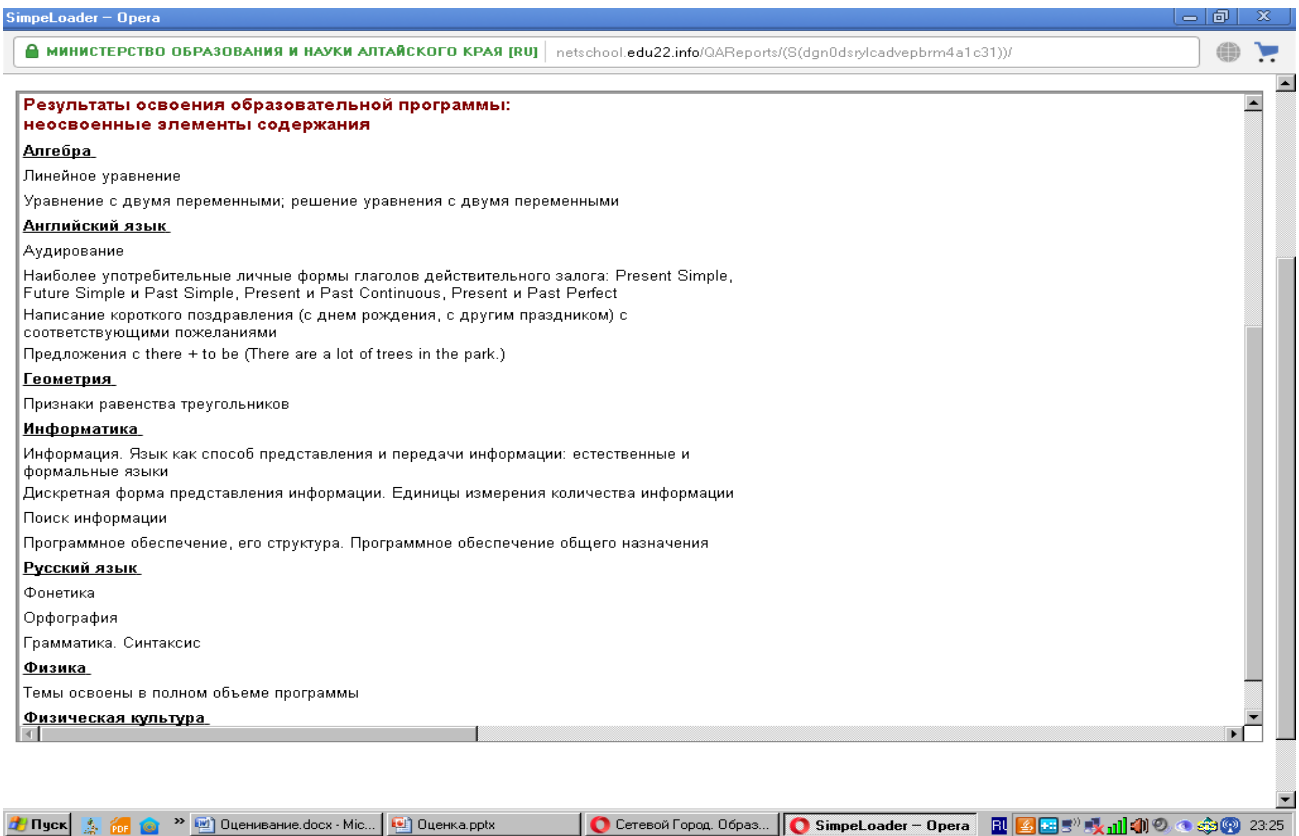 SimpeLoader – Opera
МИНИСТЕРСТВО ОБРАЗОВАНИЯ И НАУКИ АЛТАЙСКОГО КРАЯ [RU] netschool.edu22.info/QAReports/(S(dgn0dsrylcadvepbrm4a1c31))/
Результаты освоения образовательной программы:
неосвоенные элементы содержания
Алгебра
Линейное уравнение
Уравнение с двумя переменными; решение уравнения с двумя переменными
Английский язык
Аудирование
Наиболее употребительные личные формы глаголов действительного залога: Present Simple,
Future Simple и Past Simple, Present и Past Continuous, Present и Past Perfect
Написание короткого поздравления (с днем рождения, с другим праздником) с
соответствующими пожеланиями
Предложения с there + to be (There are a lot of trees in the park.)
Геометрия
Признаки равенства треугольников
Информатика
Информация. Язык как способ представления и передачи информации: естественные и
формальные языки
Дискретная форма представления информации. Единицы измерения количества информации
Поиск информации
Программное обеспечение, его структура. Программное обеспечение общего назначения
Русский язык
Фонетика
Орфография
Грамматика. Синтаксис
Физика
Темы освоены в полном объеме программы
Физическая культура
Пуск PDF » Оценивание.docx - Mic... Оценка.pptx Сетевой Город. Образ... SimpeLoader – Opera RU 23:25